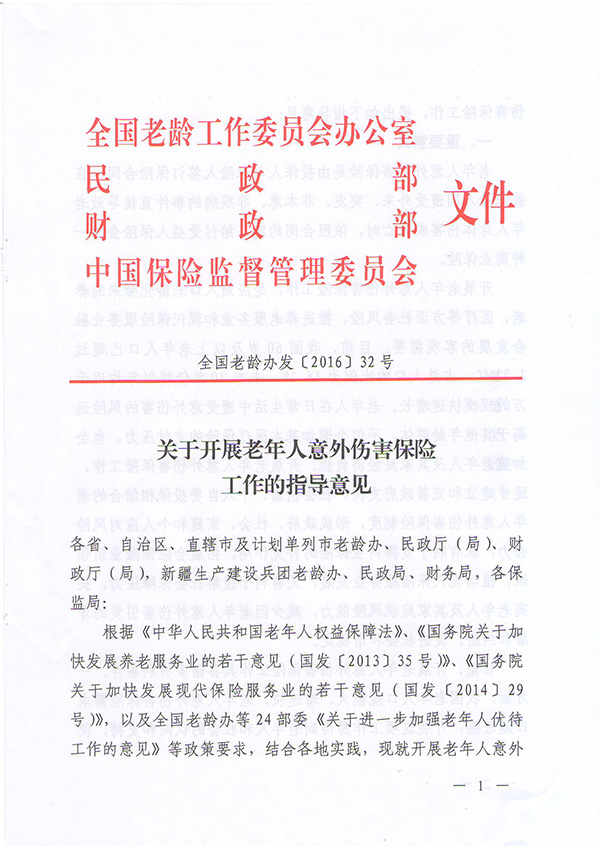 全国老龄工作委员会办公室
民政部
财政部
中国保险监督管理委员会
文件
全国老龄办发〔2016〕32号
关于开展老年人意外伤害保险
工作的指导意见
各省、自治区、直辖市及计划单列市老龄办、民政厅（局）、财
政厅（局），新疆生产建设兵团老龄办、民政局、财务局，各保
监局：
根据《中华人民共和国老年人权益保障法》、《国务院关于加
快发展养老服务业的若干意见（国发〔2013〕35号）》、《国务院
关于加快发展现代保险服务业的若干意见（国发〔2014〕29
号）》，以及全国老龄办等24部委《关于进一步加强老年人优待
工作的意见》等政策要求，结合各地实践，现就开展老年人意外
— 1 —